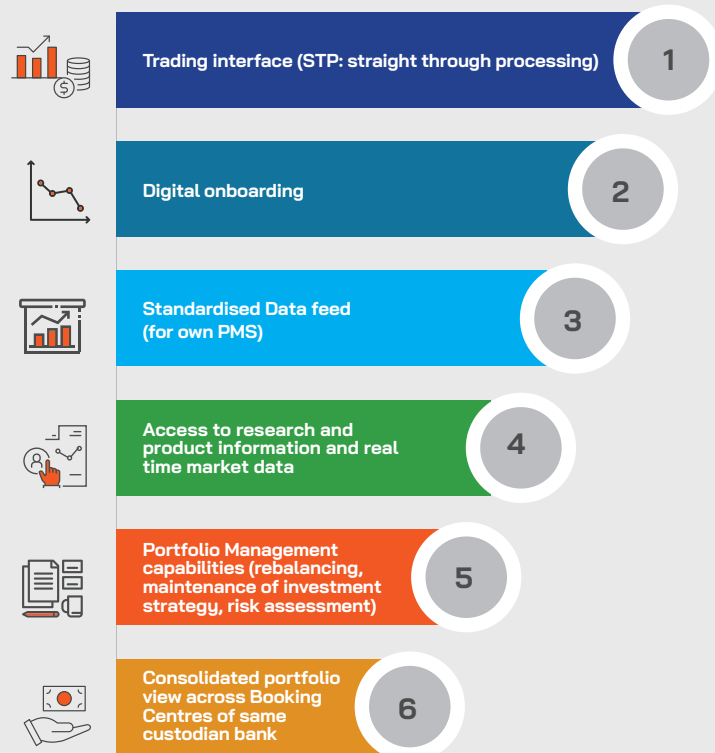 Trading interface (STP: straight through processing)
1
Digital onboarding
2
Standardised Data feed
(for own PMS)
3
Access to research and
product information and real
time market data
4
Portfolio Management
capabilities (rebalancing,
maintenance of investment
strategy, risk assessment)
5
Consolidated portfolio
view across Booking
Centres of same
custodian bank
6
$